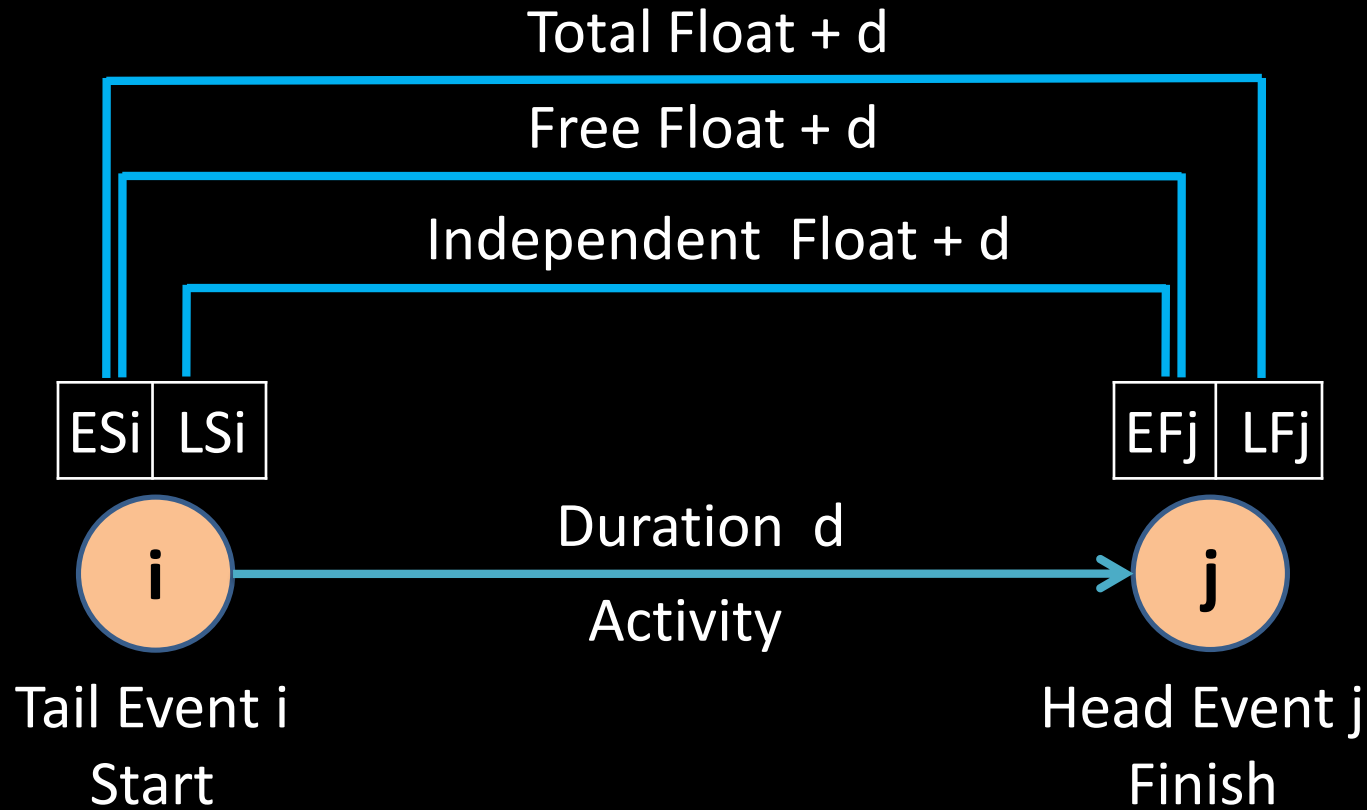 Total Float + d
Free Float + d
Independent Float + d
ESi LSi
EFj LFj
Duration d
i
j
Activity
Tail Event i
Start
Head Event j
Finish